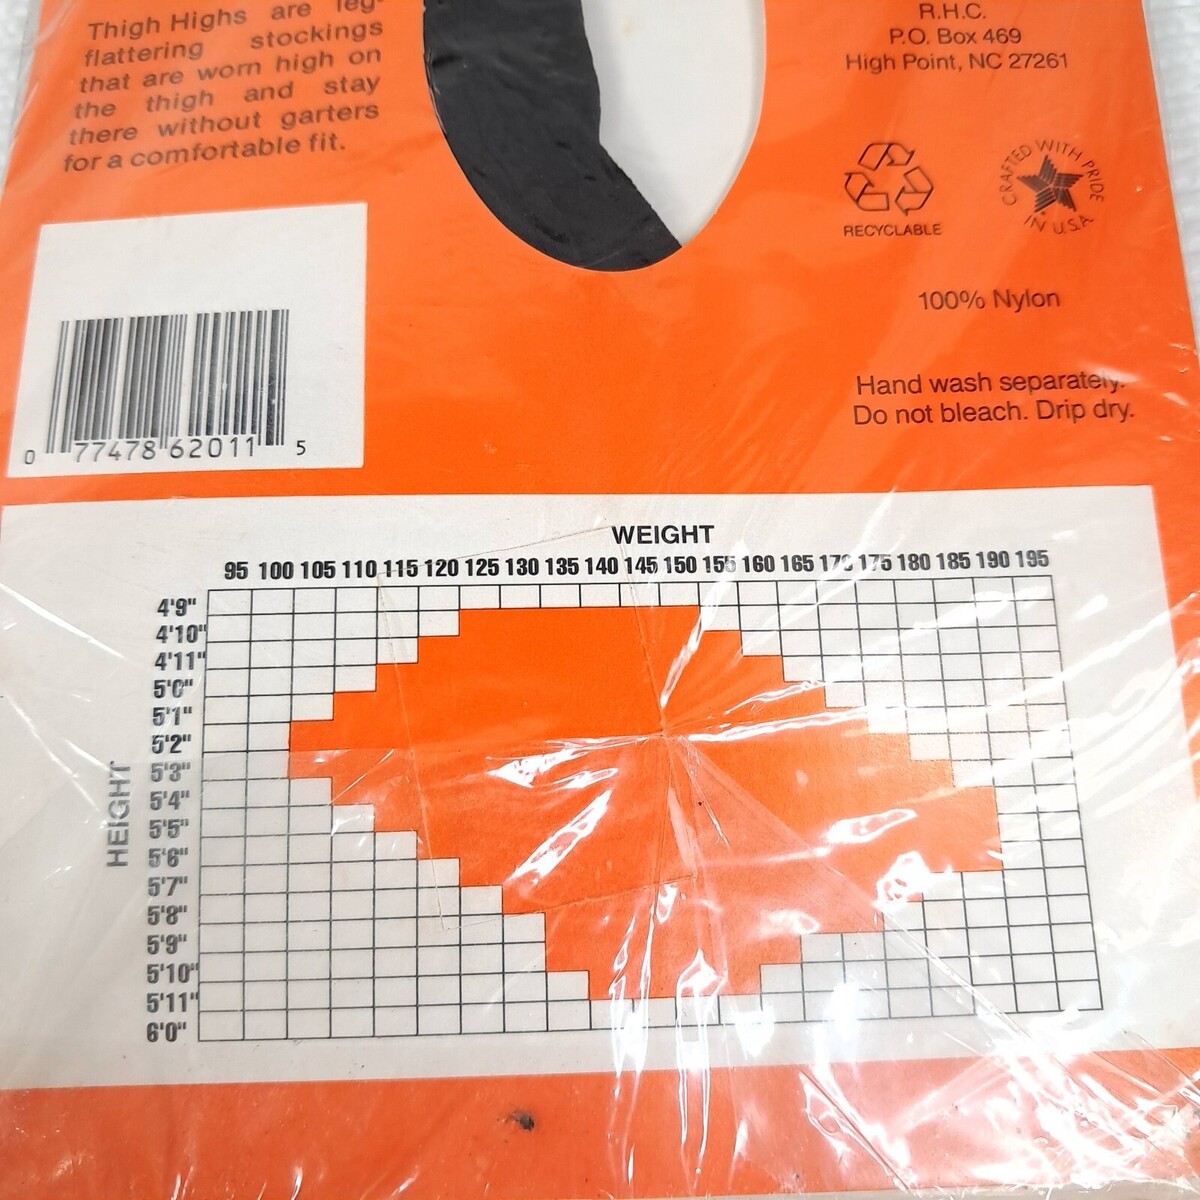 Thigh Highs are leg-
flattering stockings
that are worn high on
the thigh and stay
there without garters
for a comfortable fit.
R.H.C.
P.O. Box 469
High Point, NC 27261
RECYCLABLE
CRAFTED WITH PRIDE
IN U.S.A.
100% Nylon
Hand wash separately.
Do not bleach. Drip dry.
0 77478 62011 5
WEIGHT
95 100 105 110 115 120 125 130 135 140 145 150 155 160 165 170 175 180 185 190 195
HEIGHT
4'9"
4'10"
4'11"
5'0"
5'1"
5'2"
5'3"
5'4"
5'5"
5'6"
5'7"
5'8"
5'9"
5'10"
5'11"
6'0"